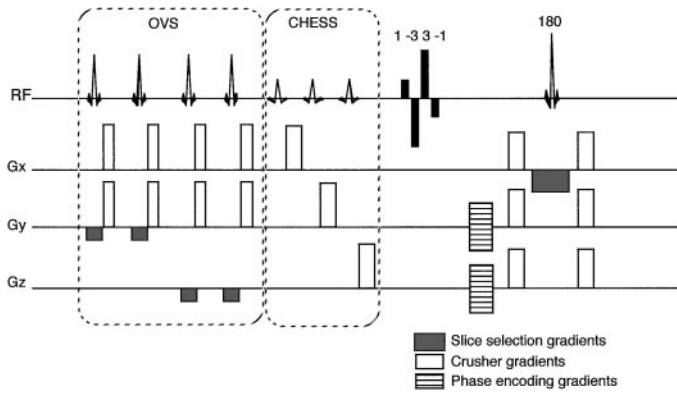 OVS
CHESS
1 -3 3 -1
180
RF
Gx
Gy
Gz
Slice selection gradients
Crusher gradients
Phase encoding gradients